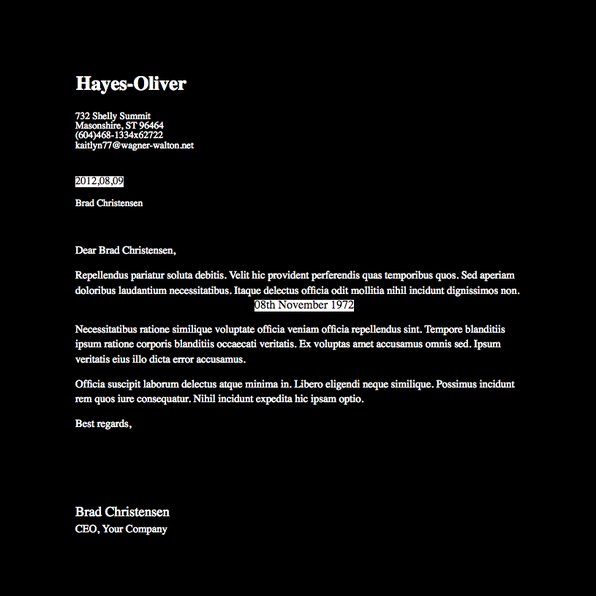 Hayes-Oliver
732 Shelly Summit
Masonshire, ST 96464
(604)468-1334x62722
kaitlyn77@wagner-walton.net
2012,08,09
Brad Christensen
Dear Brad Christensen,
Repellendus pariatur soluta debitis. Velit hic provident perferendis quas temporibus quos. Sed aperiam
doloribus laudantium necessitatibus. Itaque delectus officia odit mollitia nihil incidunt dignissimos non.
08th November 1972
Necessitatibus ratione similique voluptate officia veniam officia repellendus sint. Tempore blanditiis
ipsum ratione corporis blanditiis occaecati veritatis. Ex voluptas amet accusamus omnis sed. Ipsum
veritatis eius illo dicta error accusamus.
Officia suscipit laborum delectus atque minima in. Libero eligendi neque similique. Possimus incidunt
rem quos iure consequatur. Nihil incidunt expedita hic ipsam optio.
Best regards,
Brad Christensen
CEO, Your Company